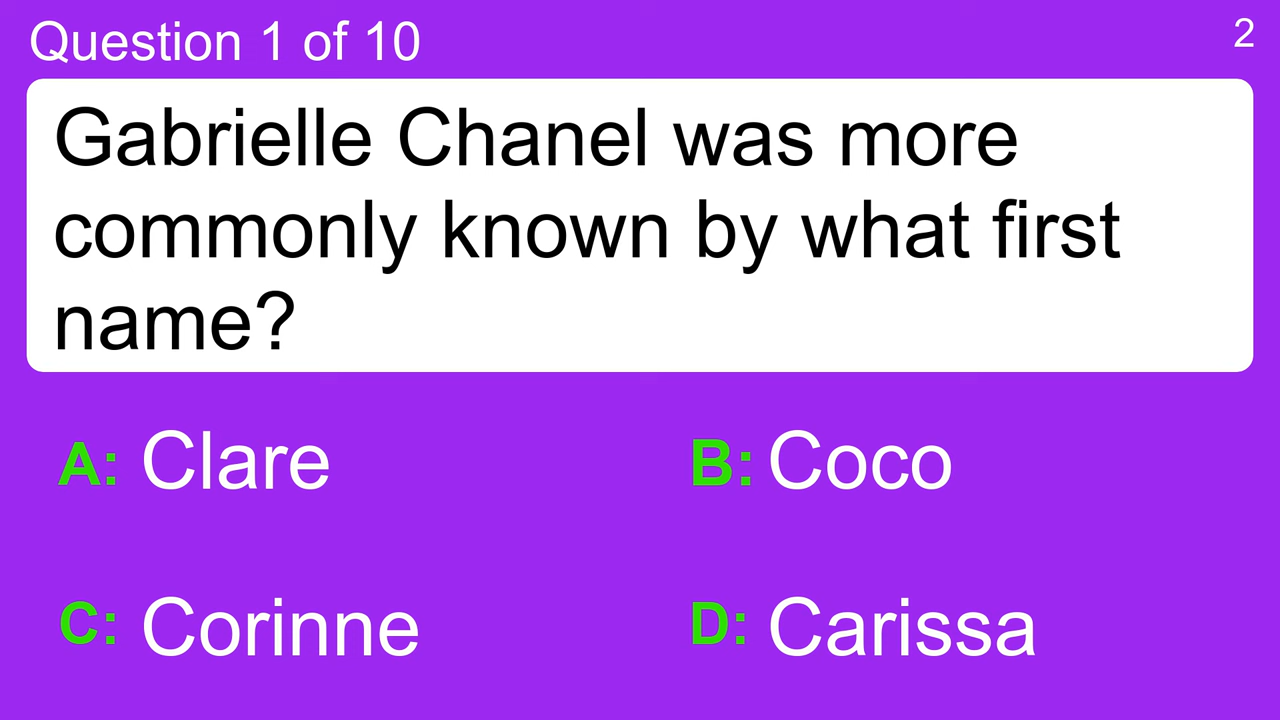 Question 1 of 10
2
Gabrielle Chanel was more
commonly known by what first
name?
A: Clare
B: Coco
C: Corinne
D: Carissa